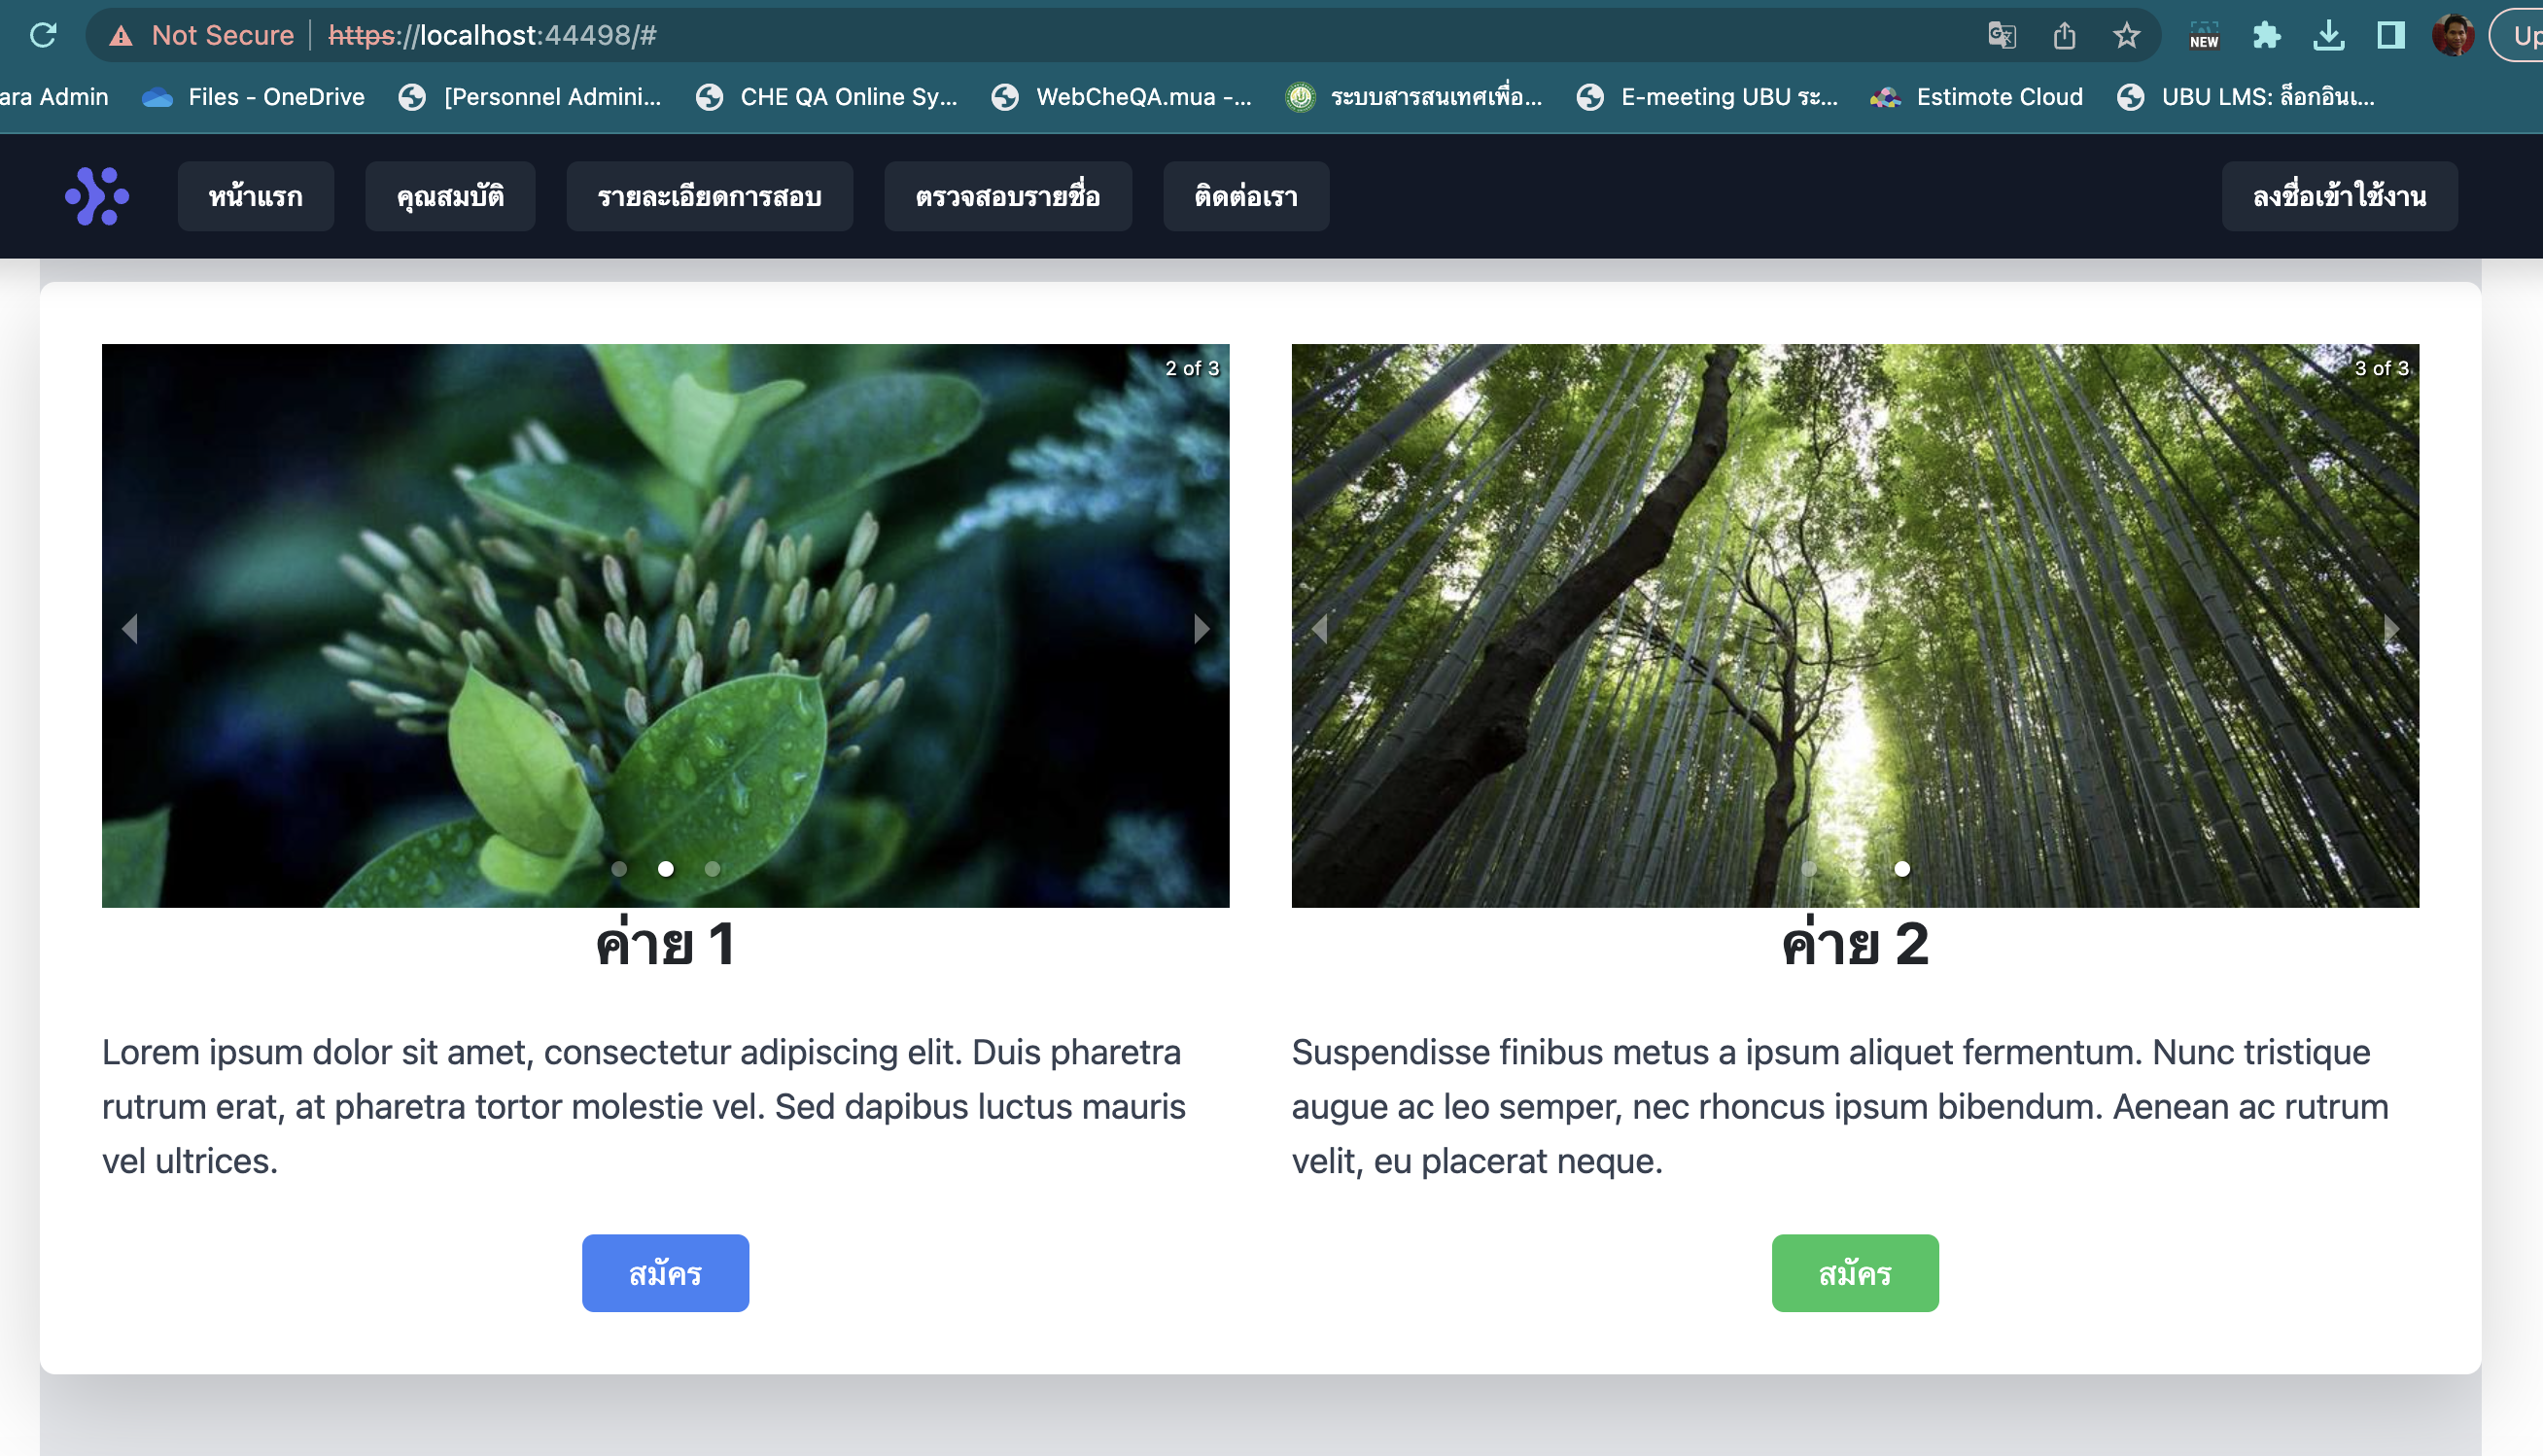 Not Secure
https://localhost:44498/#
NEW
ara Admin
Files - OneDrive
[Personnel Admini...
CHE QA Online Sy...
WebCheQA.mua -...
ระบบสารสนเทศเพื่อ...
E-meeting UBU ระ...
Estimote Cloud
UBU LMS: ล็อกอินเ...
หน้าแรก
คุณสมบัติ
รายละเอียดการสอบ
ตรวจสอบรายชื่อ
ติดต่อเรา
ลงชื่อเข้าใช้งาน
2 of 3
3 of 3
ค่าย 1
Lorem ipsum dolor sit amet, consectetur adipiscing elit. Duis pharetra
rutrum erat, at pharetra tortor molestie vel. Sed dapibus luctus mauris
vel ultrices.
สมัคร
ค่าย 2
Suspendisse finibus metus a ipsum aliquet fermentum. Nunc tristique
augue ac leo semper, nec rhoncus ipsum bibendum. Aenean ac rutrum
velit, eu placerat neque.
สมัคร